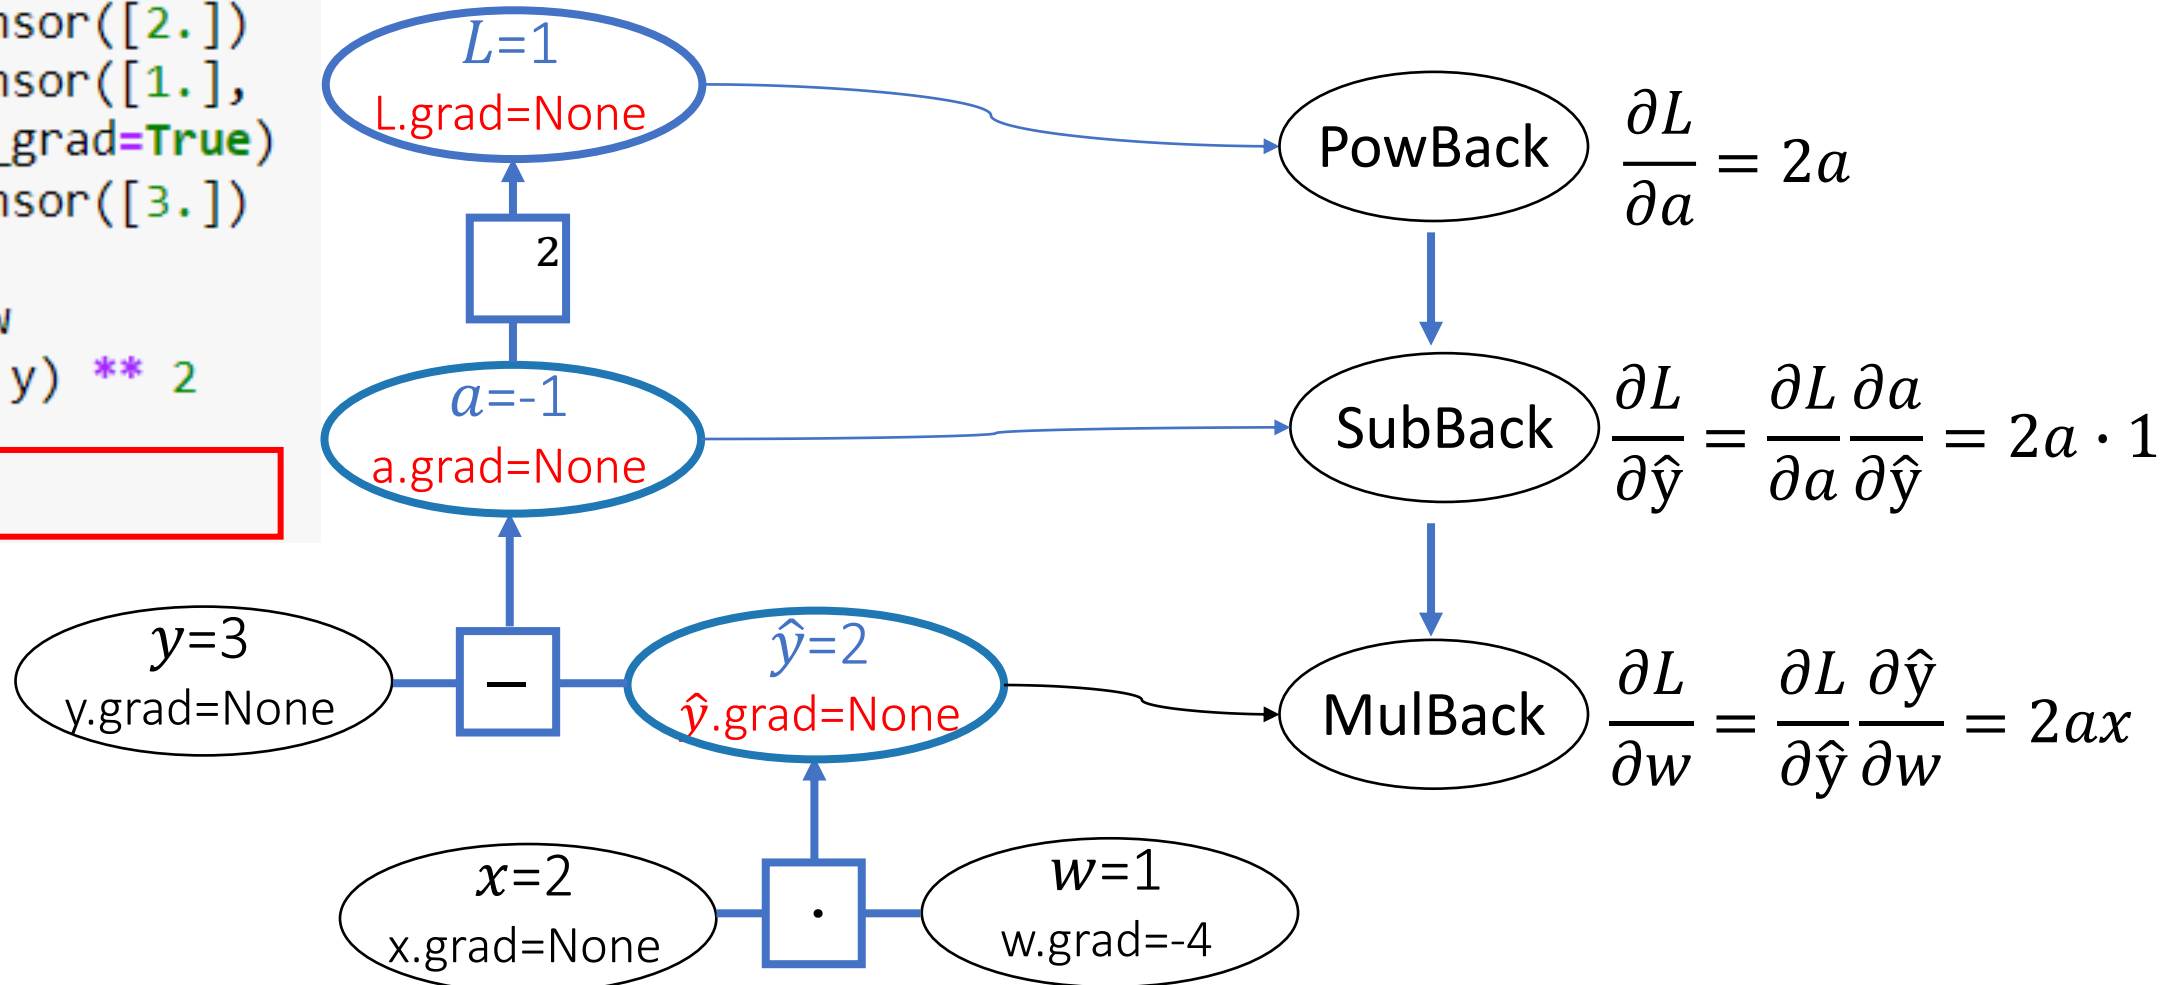 nsor([2.])
nsor([1.],
_grad=True)
nsor([3.])
w
y) ** 2
L=1
L.grad=None
2
a=-1
a.grad=None
y=3
y.grad=None
−
ŷ=2
ŷ.grad=None
x=2
x.grad=None
·
w=1
w.grad=-4
PowBack
∂L/∂a = 2a
SubBack
∂L/∂ŷ = ∂L/∂a ∂a/∂ŷ = 2a · 1
MulBack
∂L/∂w = ∂L/∂ŷ ∂ŷ/∂w = 2ax